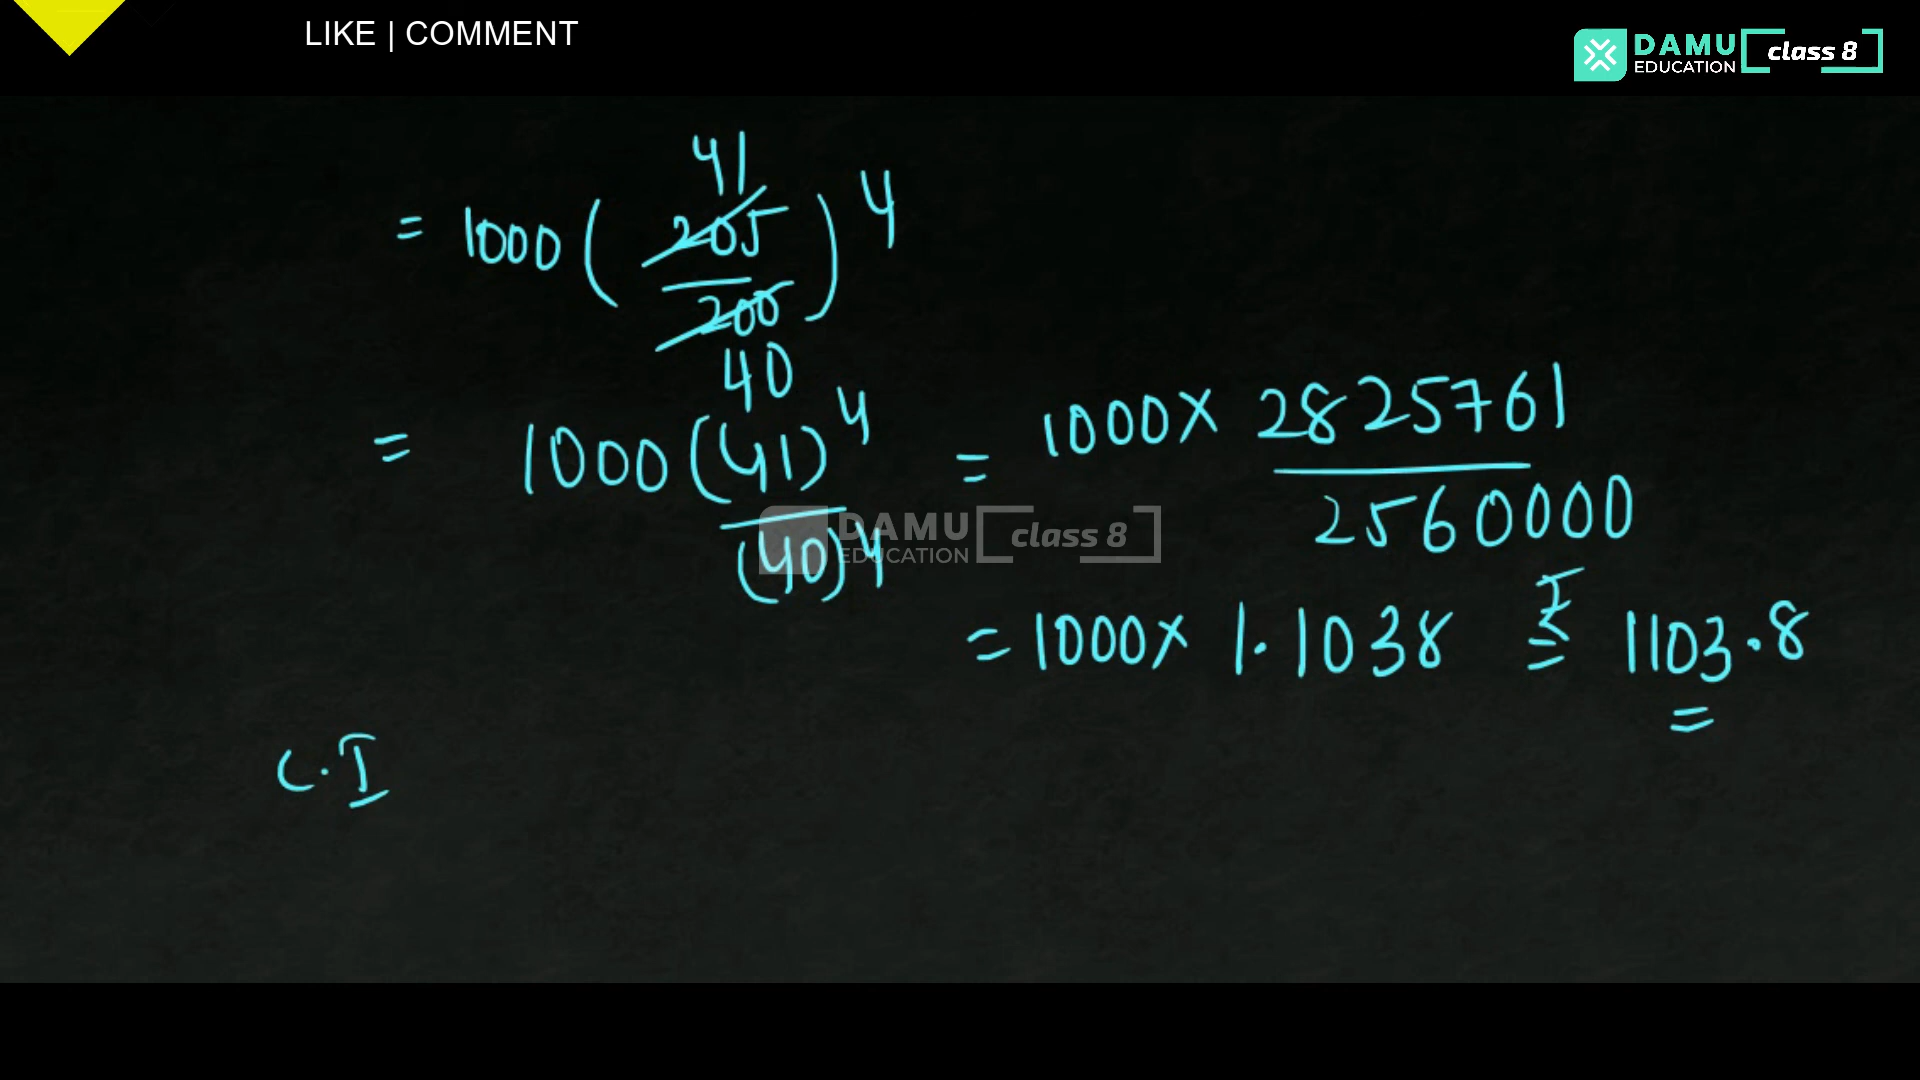 LIKE | COMMENT
DAMU
EDUCATION
class 8
41
= 1000 ( 205 / 200 ) 4
40
= 1000 (41)4 / (40)4
= 1000 x 2825761 / 2560000
DAMU
EDUCATION
class 8
= 1000 x 1.1038 = 1103.8
=
C.I